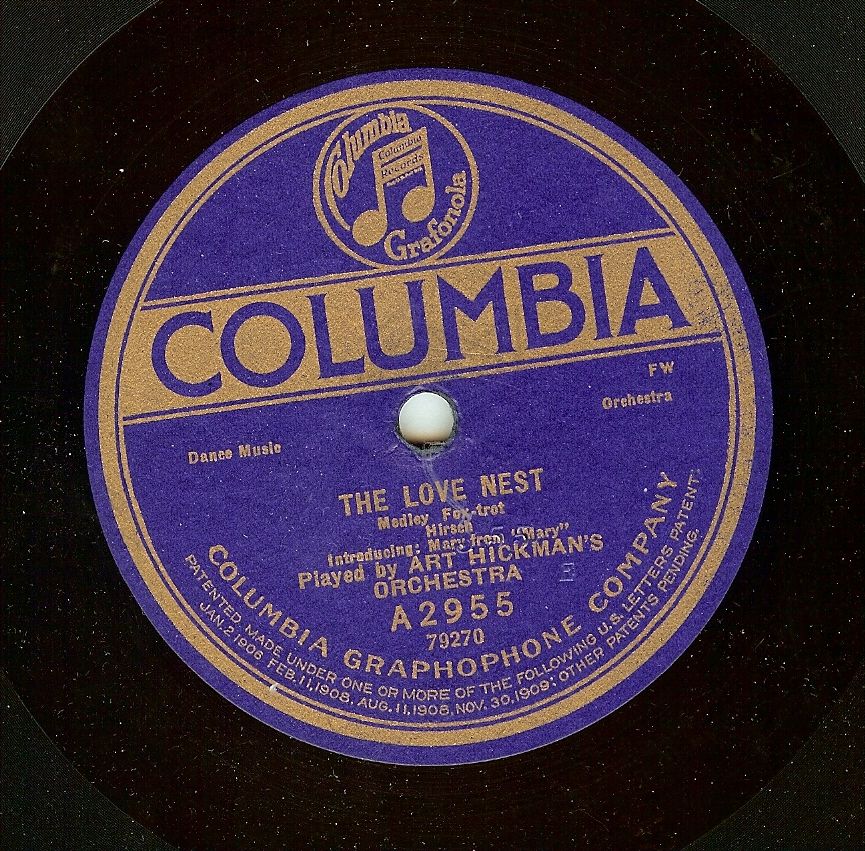 Columbia
Columbia
Records
Grafonola
COLUMBIA
FW
Orchestra
Dance Music
THE LOVE NEST
Medley Fox-trot
Hirsch
Introducing: Mary from "Mary"
Played by ART HICKMAN'S
ORCHESTRA
A2955
79270
COLUMBIA GRAPHOPHONE COMPANY
PATENTED, MADE UNDER ONE OR MORE OF THE FOLLOWING U.S. LETTERS PATENT:
JAN. 2 1906 FEB. 11, 1908, AUG. 11, 1908, NOV. 30, 1909; OTHER PATENTS PENDING.